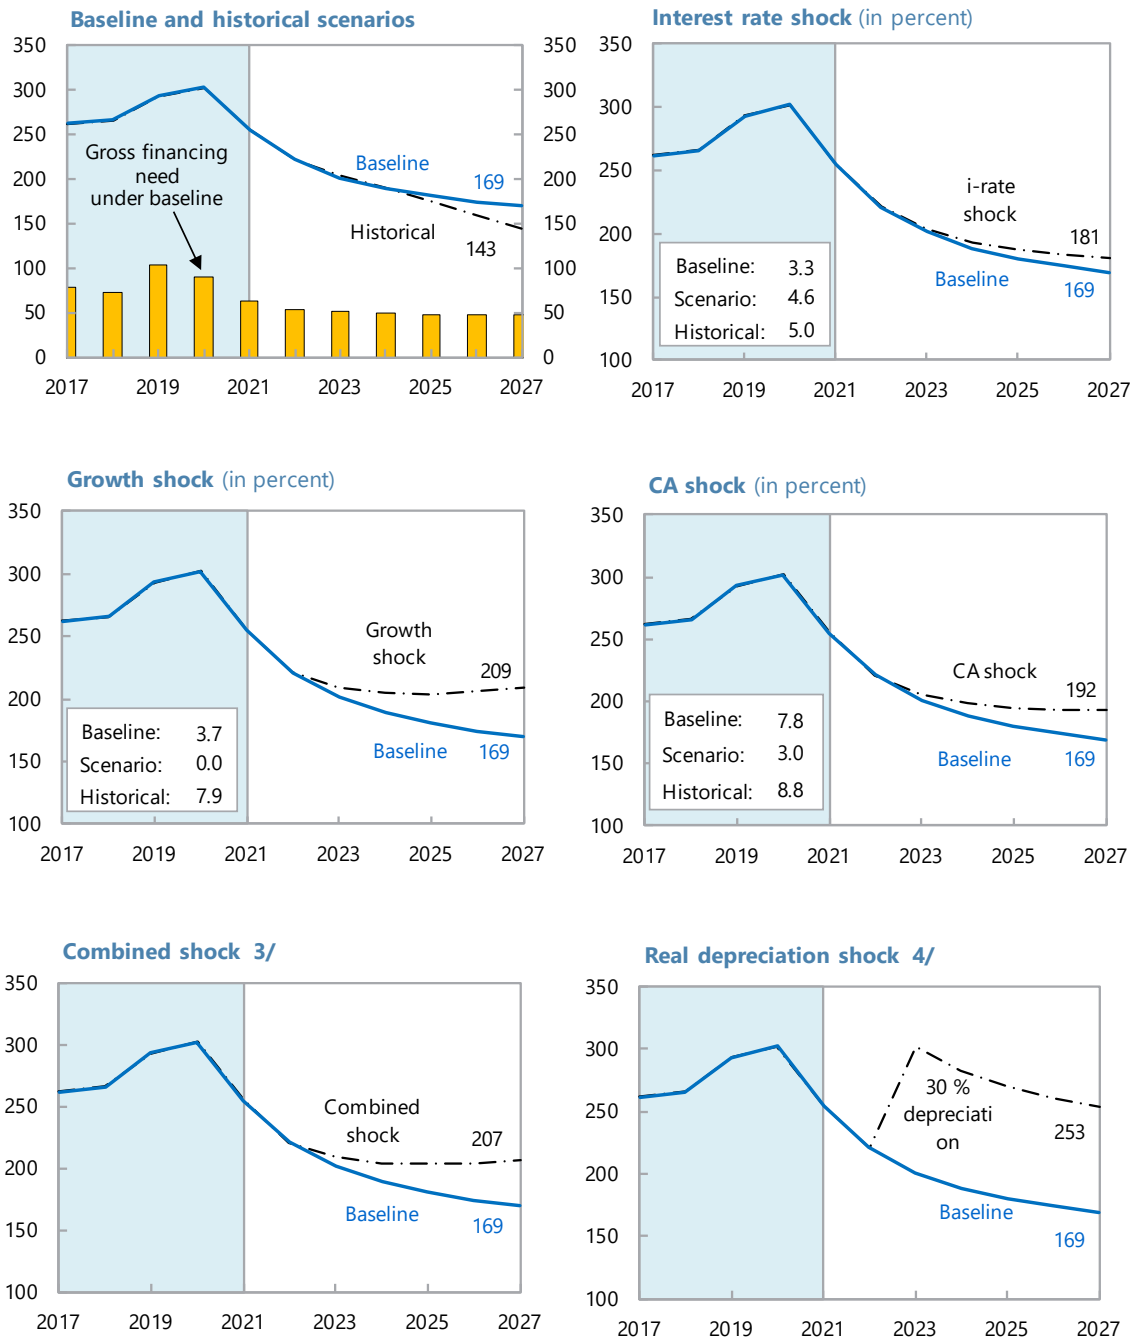 Baseline and historical scenarios
350
300
250
200
150
100
50
0
350
300
250
200
150
100
50
0
Gross financing
need
under baseline
Baseline
169
Historical
143
2017 2019 2021 2023 2025 2027
Interest rate shock (in percent)
350
300
250
200
150
100
i-rate
shock
181
Baseline
169
Baseline: 3.3
Scenario: 4.6
Historical: 5.0
2017 2019 2021 2023 2025 2027
Growth shock (in percent)
350
300
250
200
150
100
Growth
shock
209
Baseline 169
Baseline: 3.7
Scenario: 0.0
Historical: 7.9
2017 2019 2021 2023 2025 2027
CA shock (in percent)
350
300
250
200
150
100
CA shock
192
Baseline 169
Baseline: 7.8
Scenario: 3.0
Historical: 8.8
2017 2019 2021 2023 2025 2027
Combined shock 3/
350
300
250
200
150
100
Combined
shock
207
Baseline
169
2017 2019 2021 2023 2025 2027
Real depreciation shock 4/
350
300
250
200
150
100
30 %
depreciati
on
253
Baseline
169
2017 2019 2021 2023 2025 2027